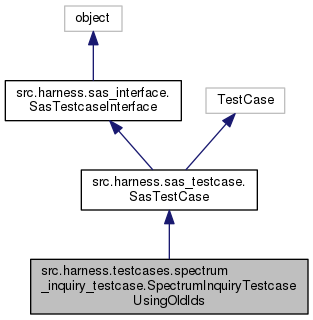 object
src.harness.sas_interface.
SasTestcaseInterface
TestCase
src.harness.sas_testcase.
SasTestCase
src.harness.testcases.spectrum
_inquiry_testcase.SpectrumInquiryTestcase
UsingOldIds